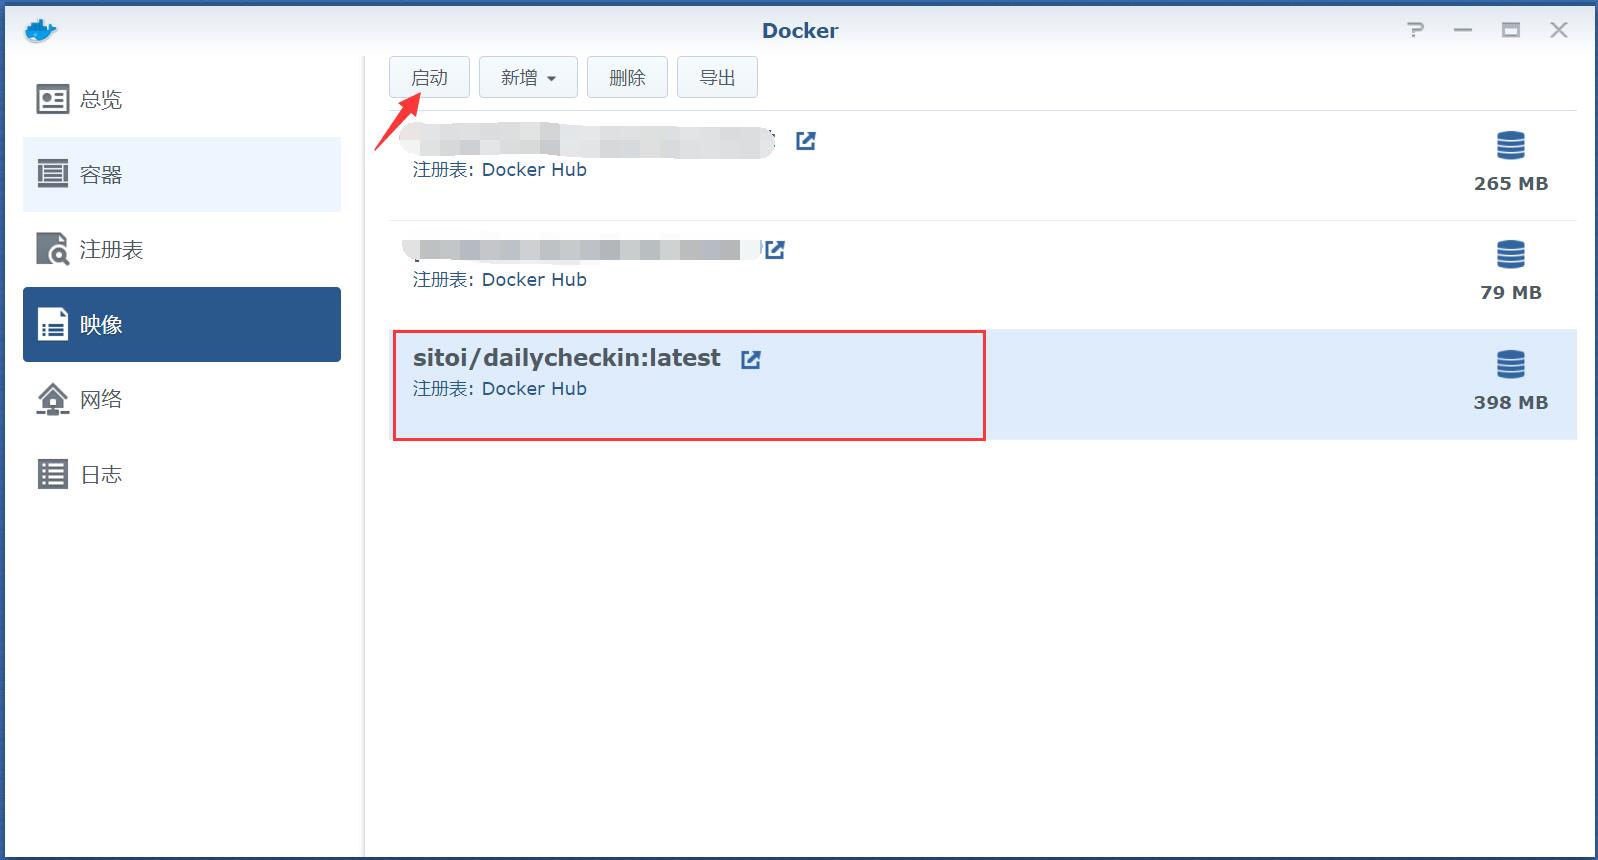 Docker
总览
容器
注册表
映像
网络
日志
启动 新增 删除 导出
注册表: Docker Hub
265 MB
注册表: Docker Hub
79 MB
sitoi/dailycheckin:latest
注册表: Docker Hub
398 MB